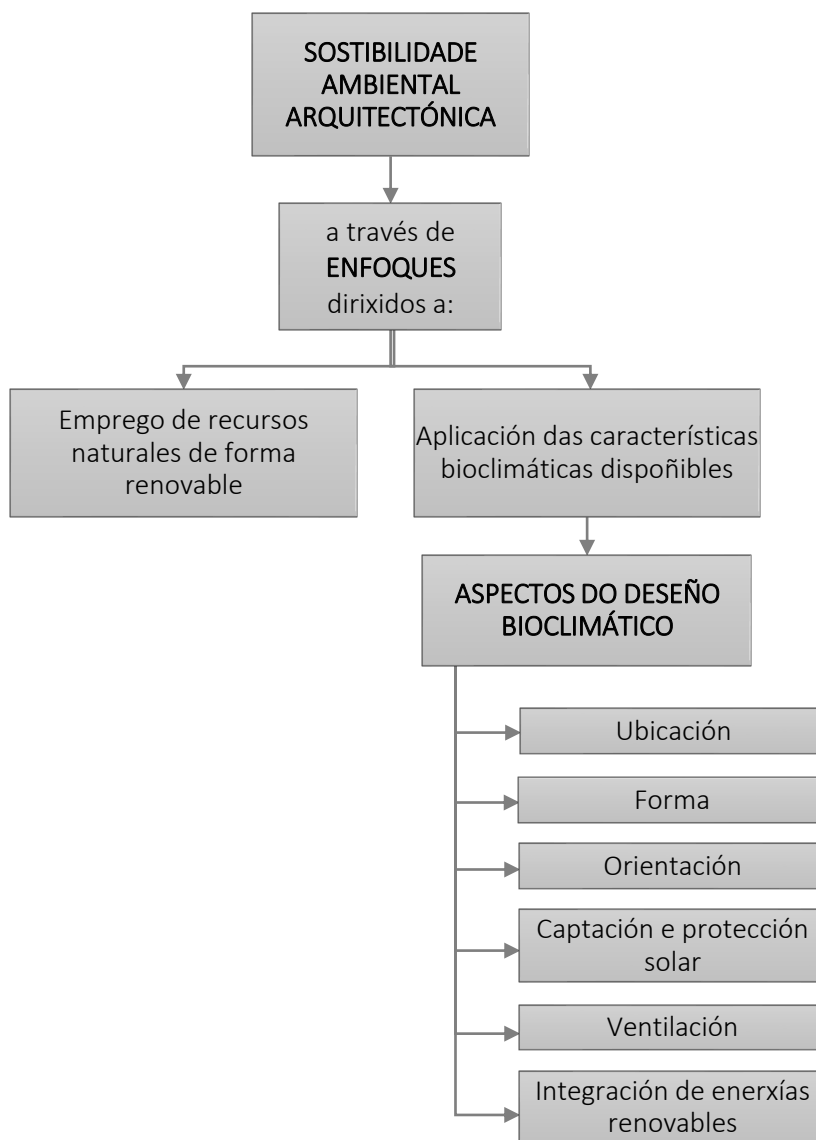 SOSTIBILIDADE
AMBIENTAL
ARQUITECTÓNICA
a través de
ENFOQUES
dirixidos a:
Emprego de recursos
naturales de forma
renovable
Aplicación das características
bioclimáticas dispoñibles
ASPECTOS DO DESEÑO
BIOCLIMÁTICO
Ubicación
Forma
Orientación
Captación e protección
solar
Ventilación
Integración de enerxías
renovables